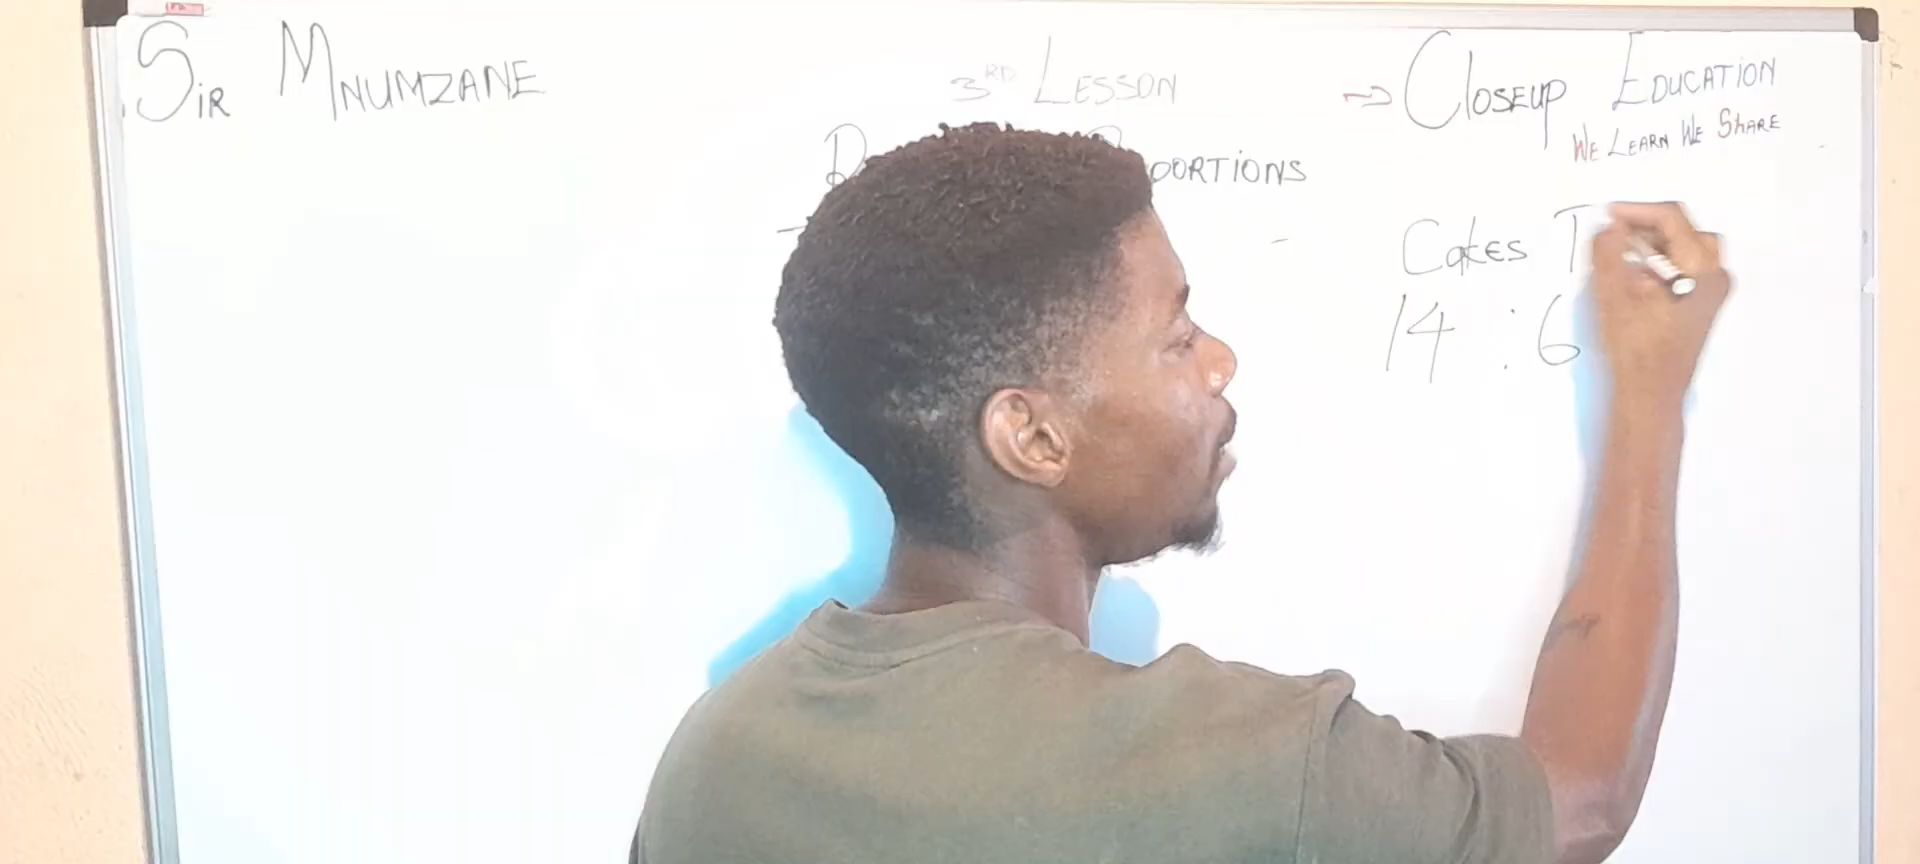 Sir Mnumzane
3RD Lesson
Closeup Education
We Learn We Share
Cakes
14 : 6